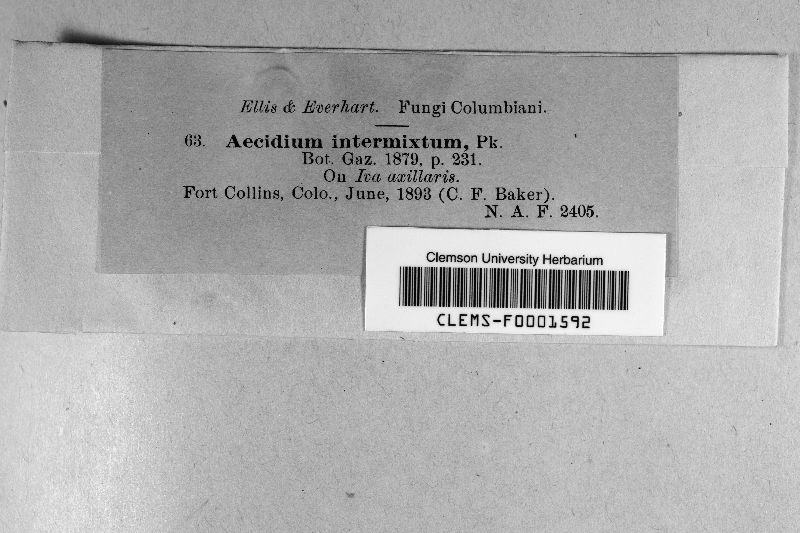 Ellis & Everhart. Fungi Columbiani.
63. Aecidium intermixtum, Pk.
Bot. Gaz. 1879, p. 231.
On Iva axillaris.
Fort Collins, Colo., June, 1893 (C. F. Baker).
N. A. F. 2405.
Clemson University Herbarium
CLEMS-F0001592